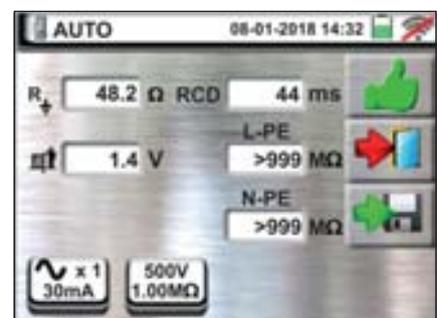 AUTO 08-01-2018 14:32
R 48.2 Ω RCD 44 ms
L-PE
1.4 V >999 MΩ
N-PE
>999 MΩ
x 1 30mA
500V 1.00MΩ